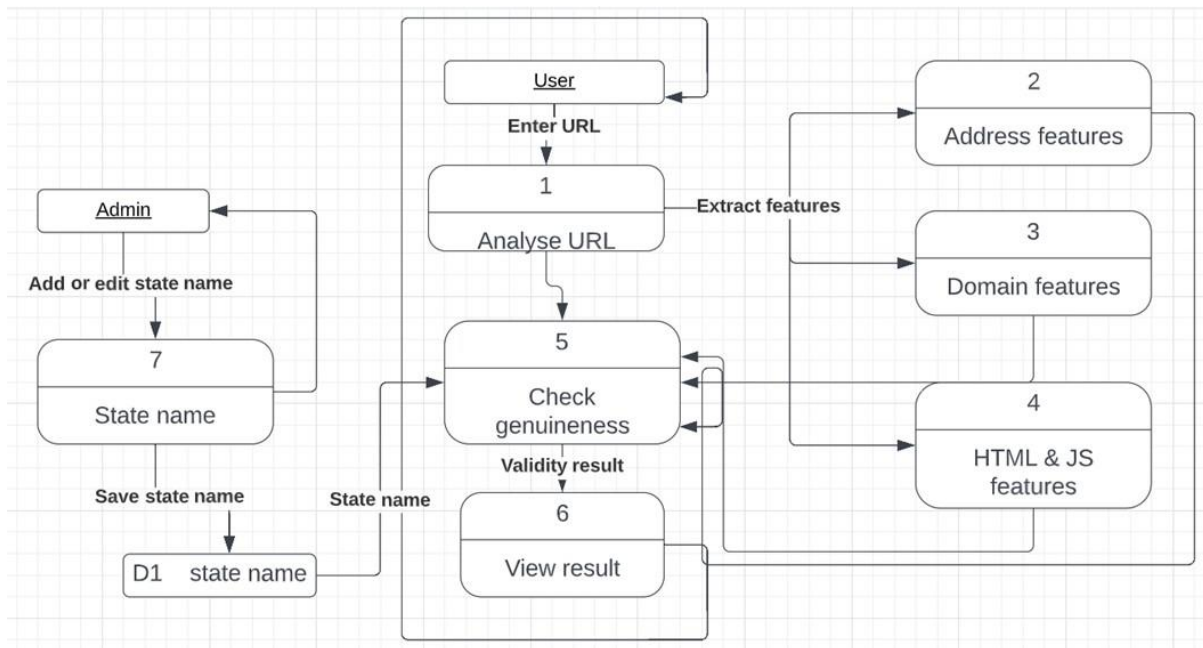 User
Enter URL
1
Analyse URL
Extract features
2
Address features
3
Domain features
4
HTML & JS
features
Admin
Add or edit state name
7
State name
Save state name
D1 state name
State name
5
Check
genuineness
Validity result
6
View result